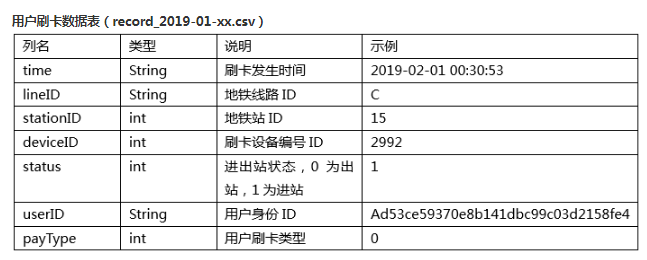 用户刷卡数据表（record_2019-01-xx.csv）
列名 类型 说明 示例
time String 刷卡发生时间 2019-02-01 00:30:53
lineID String 地铁线路 ID C
stationID int 地铁站 ID 15
deviceID int 刷卡设备编号 ID 2992
status int 进出站状态，0 为出 1
站，1 为进站
userID String 用户身份 ID Ad53ce59370e8b141dbc99c03d2158fe4
payType int 用户刷卡类型 0